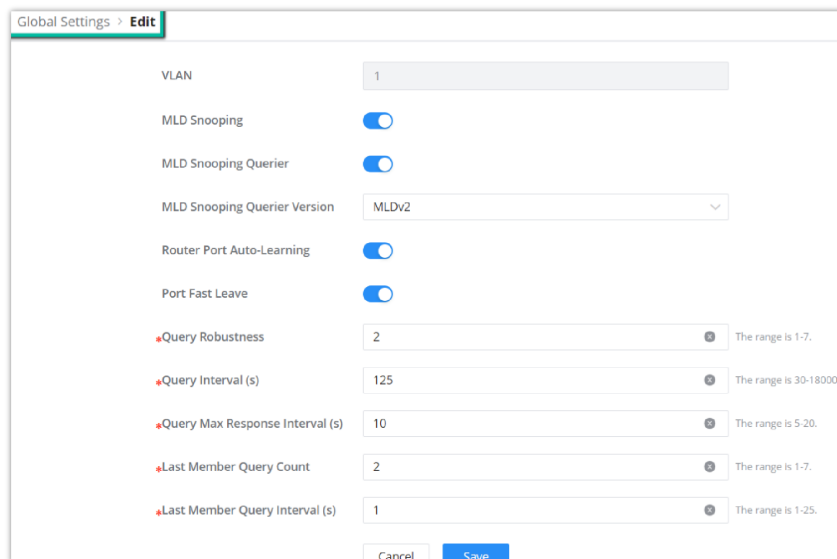 Global Settings > Edit
VLAN 1
MLD Snooping
MLD Snooping Querier
MLD Snooping Querier Version MLDv2
Router Port Auto-Learning
Port Fast Leave
*Query Robustness 2 The range is 1-7.
*Query Interval (s) 125 The range is 30-18000
*Query Max Response Interval (s) 10 The range is 5-20.
*Last Member Query Count 2 The range is 1-7.
*Last Member Query Interval (s) 1 The range is 1-25.
Cancel Save